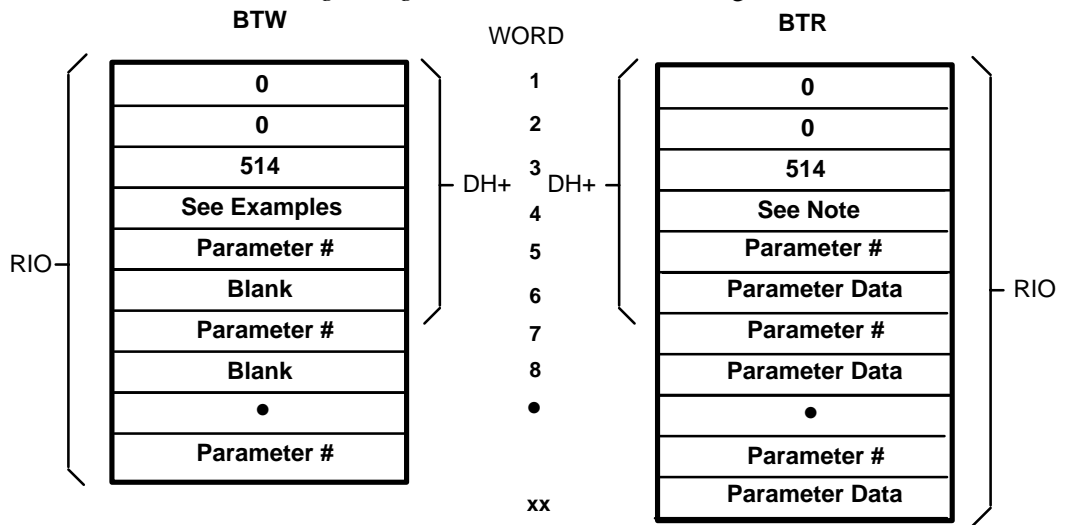 BTW
WORD
BTR
0
1
0
0
2
0
514
3
514
DH+
DH+
See Examples
4
See Note
Parameter #
5
Parameter #
RIO
Blank
6
Parameter Data
RIO
Parameter #
7
Parameter #
Blank
8
Parameter Data
•
•
•
Parameter #
Parameter #
xx
Parameter Data